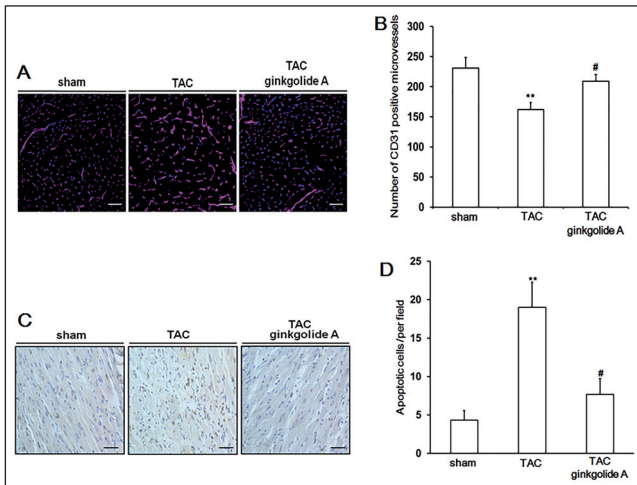 A
sham
TAC
TAC
ginkgolide A
B
Number of CD31 positive microvessels
300
250
200
150
100
50
0
**
#
sham
TAC
TAC
ginkgolide A
C
sham
TAC
TAC
ginkgolide A
D
Apoptolic cells/per field
25
20
15
10
5
0
**
#
sham
TAC
TAC
ginkgolide A